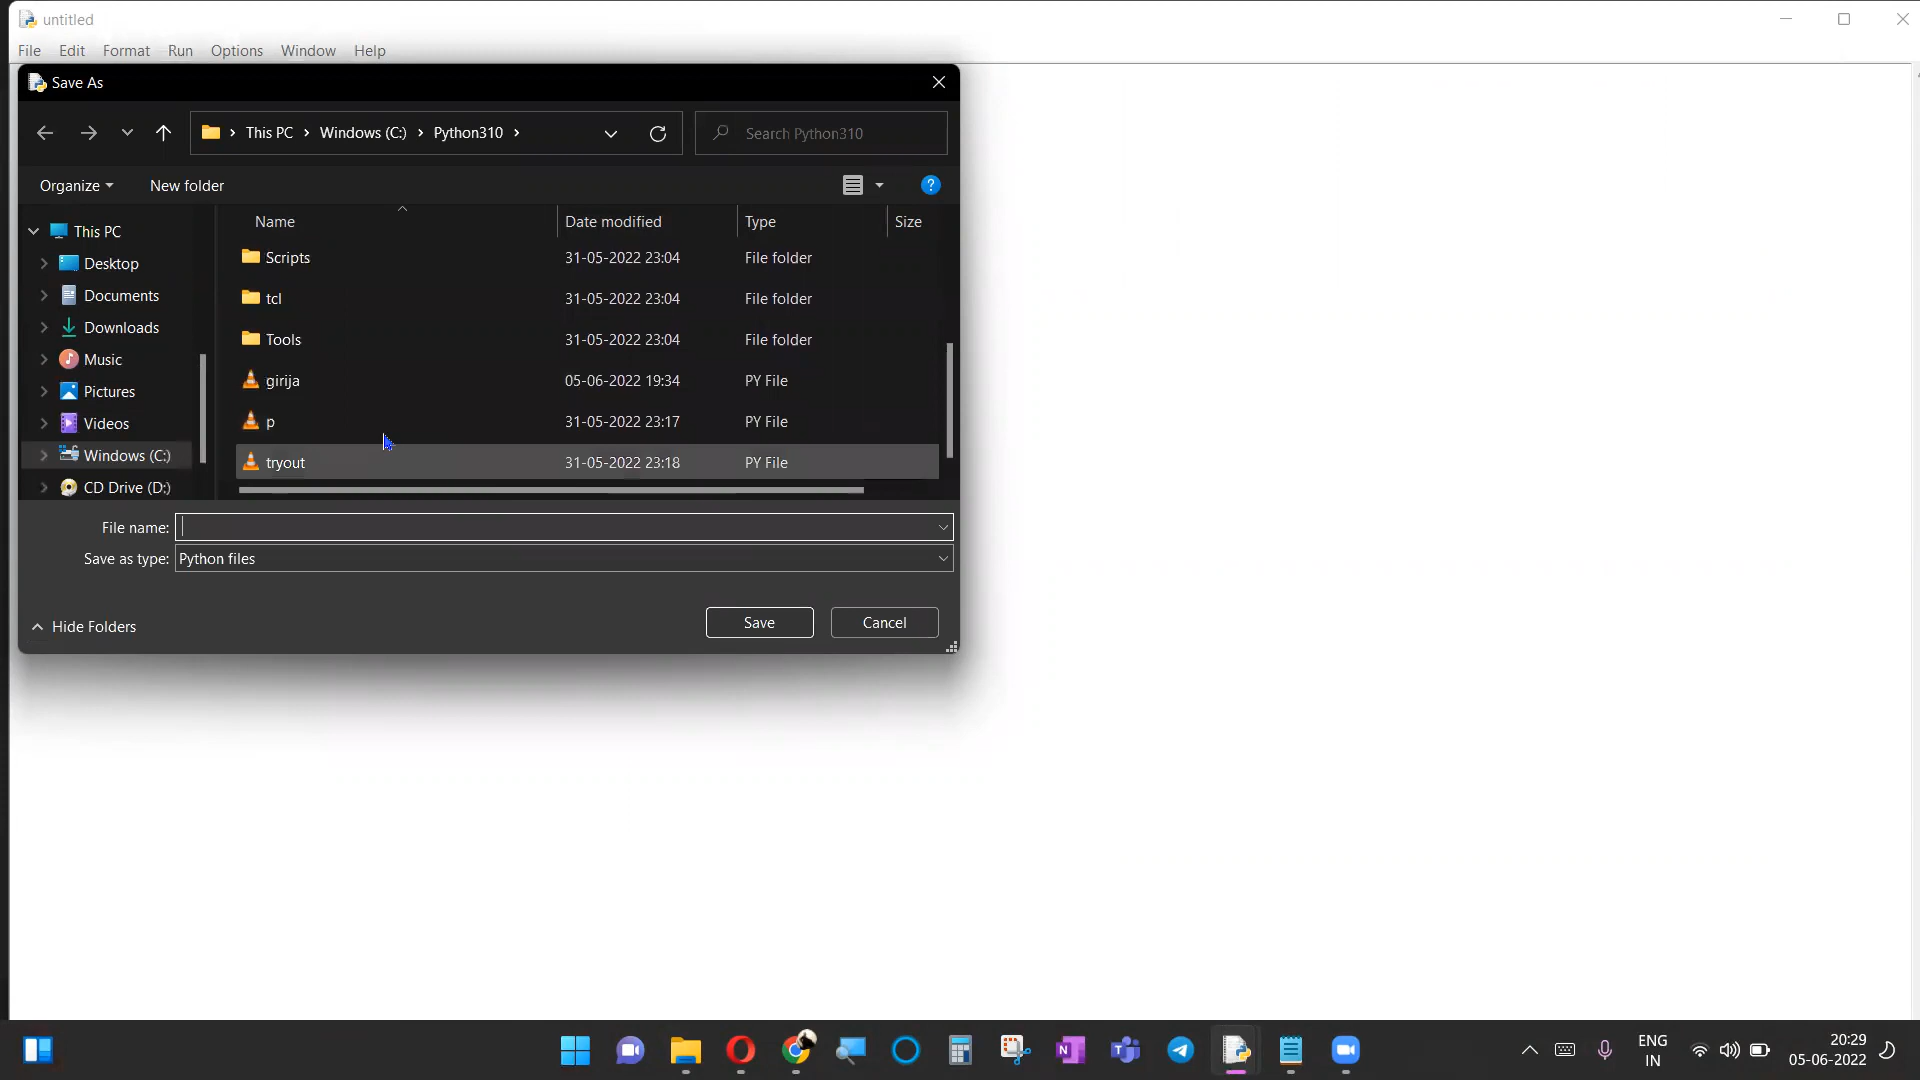 untitled
File Edit Format Run Options Window Help
Save As
This PC Windows (C:) Python310 Search Python310
Organize New folder ?
Name Date modified Type Size
This PC
Desktop
Documents
Downloads
Music
Pictures
Videos
Windows (C:)
CD Drive (D:)
Scripts 31-05-2022 23:04 File folder
tcl 31-05-2022 23:04 File folder
Tools 31-05-2022 23:04 File folder
girija 05-06-2022 19:34 PY File
p 31-05-2022 23:17 PY File
tryout 31-05-2022 23:18 PY File
File name:
Save as type: Python files
Hide Folders Save Cancel
ENG 20:29
IN 05-06-2022